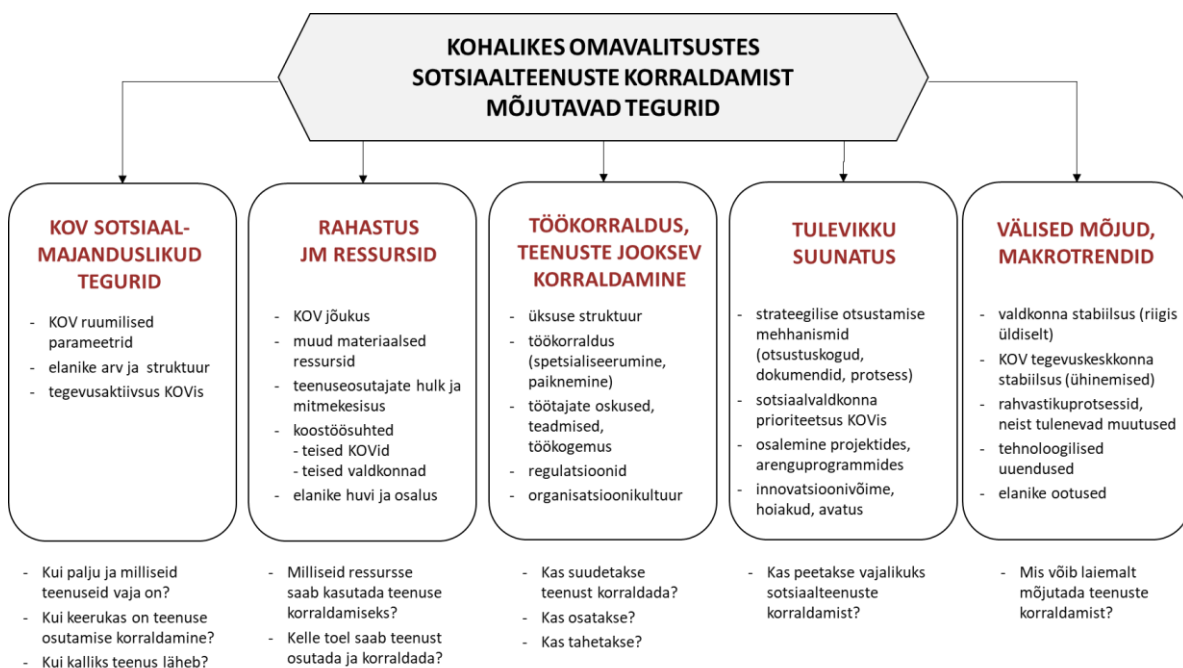 KOHALIKES OMAVALITSUSTES
SOTSIAALTEENUSTE KORRALDAMIST
MÕJUTAVAD TEGURID
KOV SOTSIAAL-
MAJANDUSLIKUD
TEGURID
- KOV ruumilised
parameetrid
- elanike arv ja struktuur
- tegevusaktiivsus KOVis
- Kui palju ja milliseid
teenuseid vaja on?
- Kui keerukas on teenuse
osutamise korraldamine?
- Kui kalliks teenus läheb?
RAHASTUS
JM RESSURSID
- KOV jõukus
- muud materiaalsed
ressursid
- teenuseosutajate hulk ja
mitmekesisus
- koostöösuhted
- teised KOVid
- teised valdkonnad
- elanike huvi ja osalus
- Milliseid ressursse
saab kasutada teenuse
korraldamiseks?
- Kelle toel saab teenust
osutada ja korraldada?
TÖÖKORRALDUS,
TEENUSTE JOOKSEV
KORRALDAMINE
- üksuse struktuur
- töökorraldus
(spetsialiseerumine,
paiknemine)
- töötajate oskused,
teadmised,
töökogemus
- regulatsioonid
- organisatsioonikultuur
- Kas suudetakse
teenust korraldada?
- Kas osatakse?
- Kas tahetakse?
TULEVIKKU
SUUNATUS
- strateegilise otsustamise
mehhanismid
(otsustuskogud,
dokumendid, protsess)
- sotsiaalvaldkonna
prioriteetsus KOVis
- osalemine projektides,
arenguprogrammides
- innovatsioonivõime,
hoiakud, avatus
- Kas peetakse vajalikuks
sotsiaalteenuste
korraldamist?
VÄLISED MÕJUD,
MAKROTRENDID
- valdkonna stabiilsus (riigis
üldiselt)
- KOV tegevuskeskkonna
stabiilsus (ühinemised)
- rahvastikuprotsessid,
neist tulenevad muutused
- tehnoloogilised
uuendused
- elanike ootused
- Mis võib laiemalt
mõjutada teenuste
korraldamist?